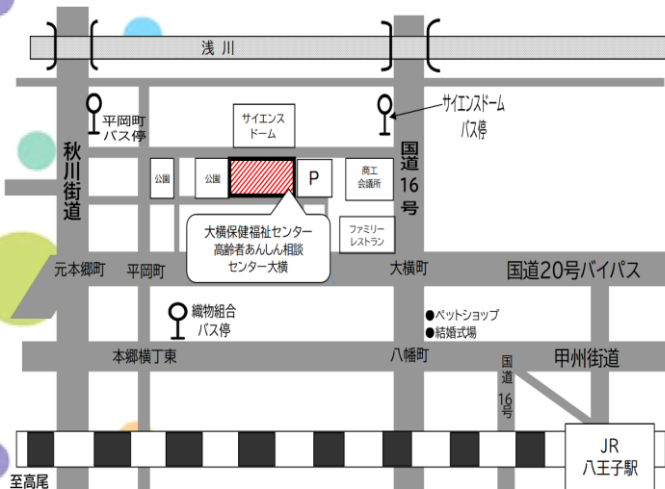 浅川
平岡町
バス停
サイエンス
ドーム
サイエンスドーム
バス停
秋川街道
国道16号
公園
公園
P
商工
会議所
大横保健福祉センター
高齢者あんしん相談
センター大横
ファミリー
レストラン
元本郷町
平岡町
大横町
国道20号バイパス
織物組合
バス停
●ペットショップ
●結婚式場
本郷横丁東
八幡町
国道16号
甲州街道
JR
八王子駅
至高尾